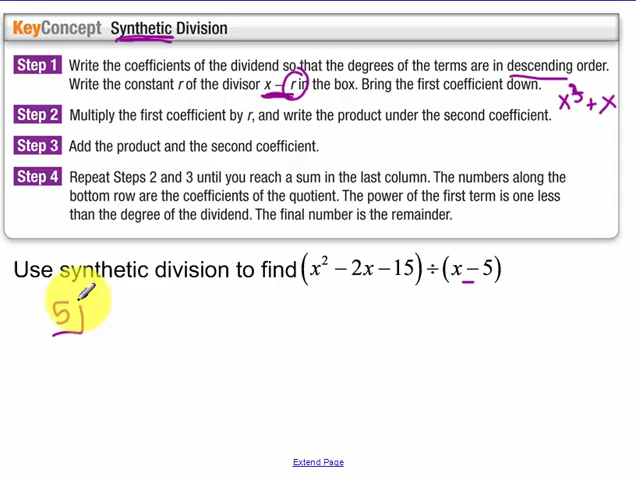 KeyConcept Synthetic Division
Step 1 Write the coefficients of the dividend so that the degrees of the terms are in descending order.
Write the constant r of the divisor x − r in the box. Bring the first coefficient down.
x³ + x
Step 2 Multiply the first coefficient by r, and write the product under the second coefficient.
Step 3 Add the product and the second coefficient.
Step 4 Repeat Steps 2 and 3 until you reach a sum in the last column. The numbers along the
bottom row are the coefficients of the quotient. The power of the first term is one less
than the degree of the dividend. The final number is the remainder.
Use synthetic division to find (x² − 2x − 15) ÷ (x − 5)
5
Extend Page